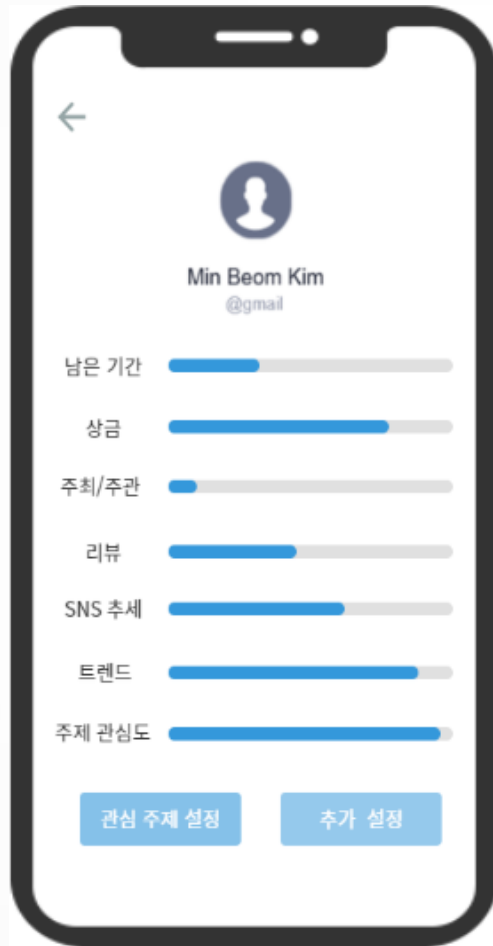 Min Beom Kim
@gmail
남은 기간
상금
주최/주관
리뷰
SNS 추세
트렌드
주제 관심도
관심 주제 설정
추가 설정